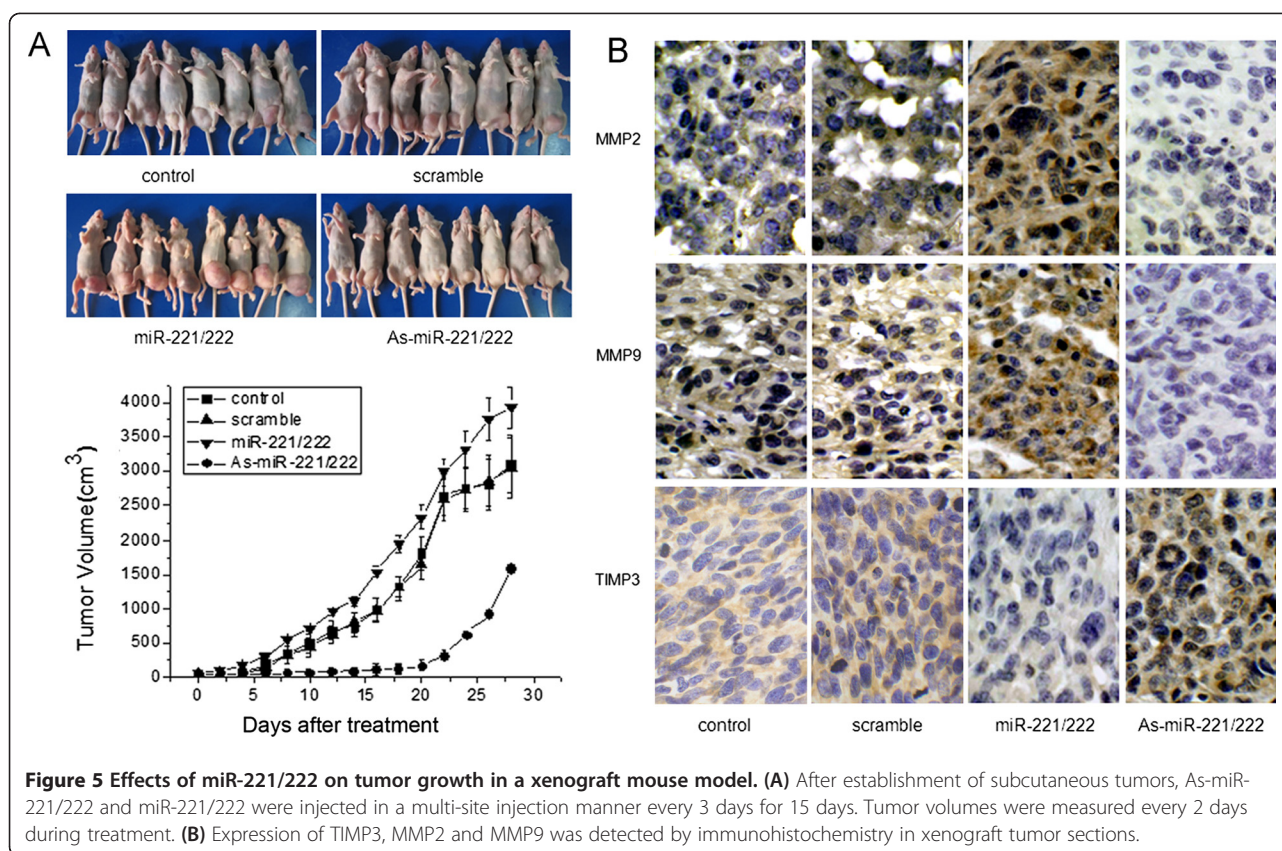 A
control
scramble
miR-221/222
As-miR-221/222
control
scramble
miR-221/222
As-miR-221/222
Tumor Volume(cm3)
4000
3500
3000
2500
2000
1500
1000
500
0
0
5
10
15
20
25
30
Days after treatment
B
MMP2
MMP9
TIMP3
control
scramble
miR-221/222
As-miR-221/222
Figure 5 Effects of miR-221/222 on tumor growth in a xenograft mouse model. (A) After establishment of subcutaneous tumors, As-miR-
221/222 and miR-221/222 were injected in a multi-site injection manner every 3 days for 15 days. Tumor volumes were measured every 2 days
during treatment. (B) Expression of TIMP3, MMP2 and MMP9 was detected by immunohistochemistry in xenograft tumor sections.